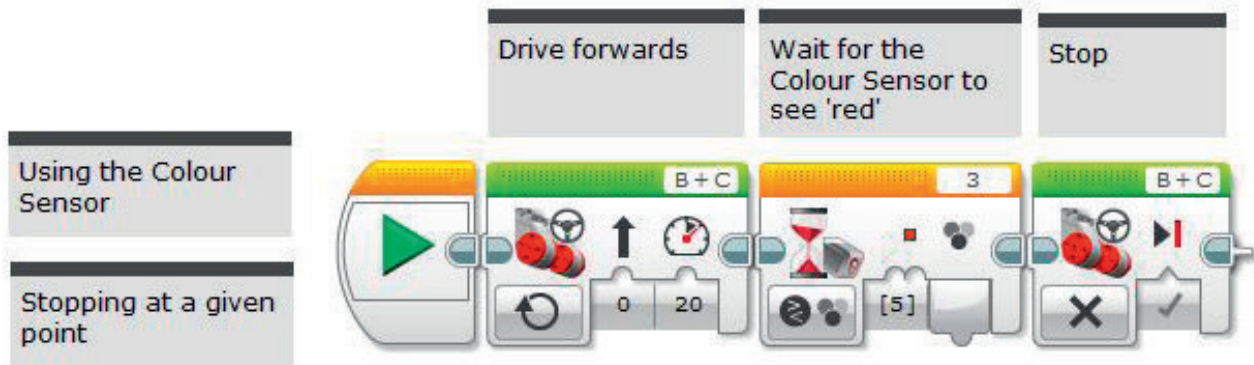 Drive forwards
Wait for the
Colour Sensor to
see 'red'
Stop
Using the Colour
Sensor
Stopping at a given
point
B + C
3
B + C
0
20
[5]